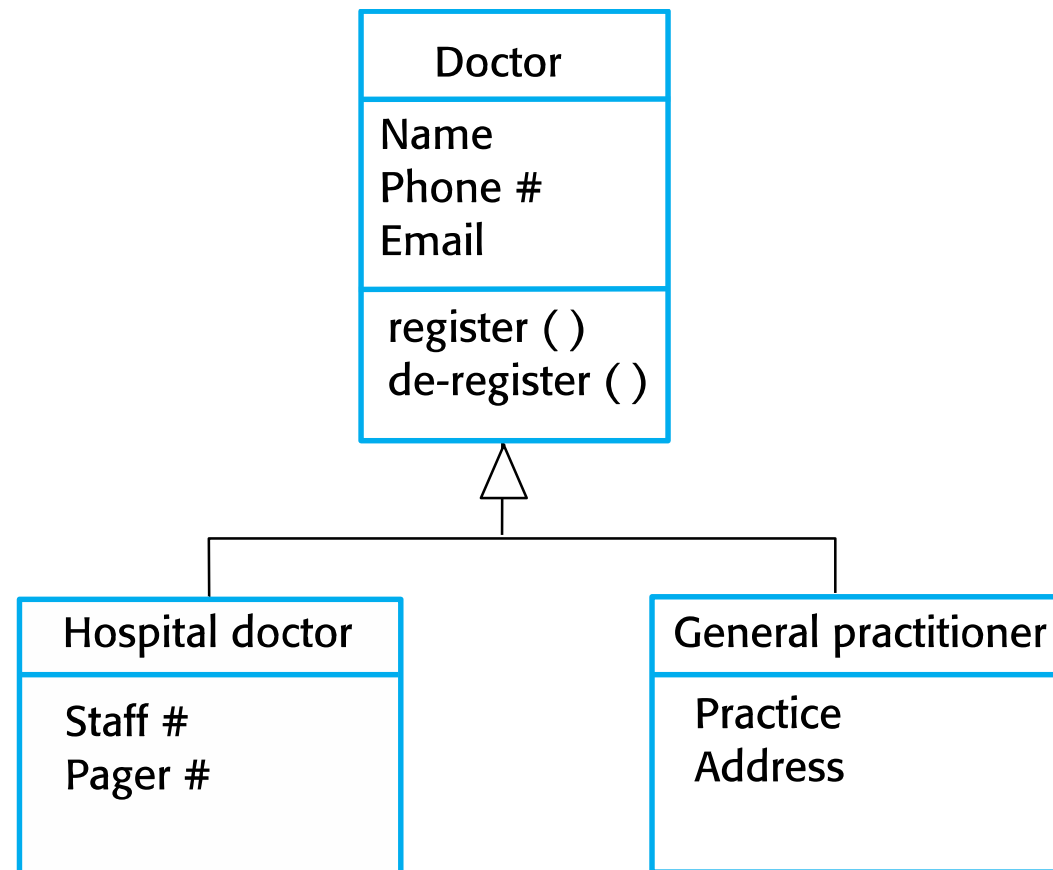 Doctor
Name
Phone #
Email
register ( )
de-register ( )
Hospital doctor
Staff #
Pager #
General practitioner
Practice
Address